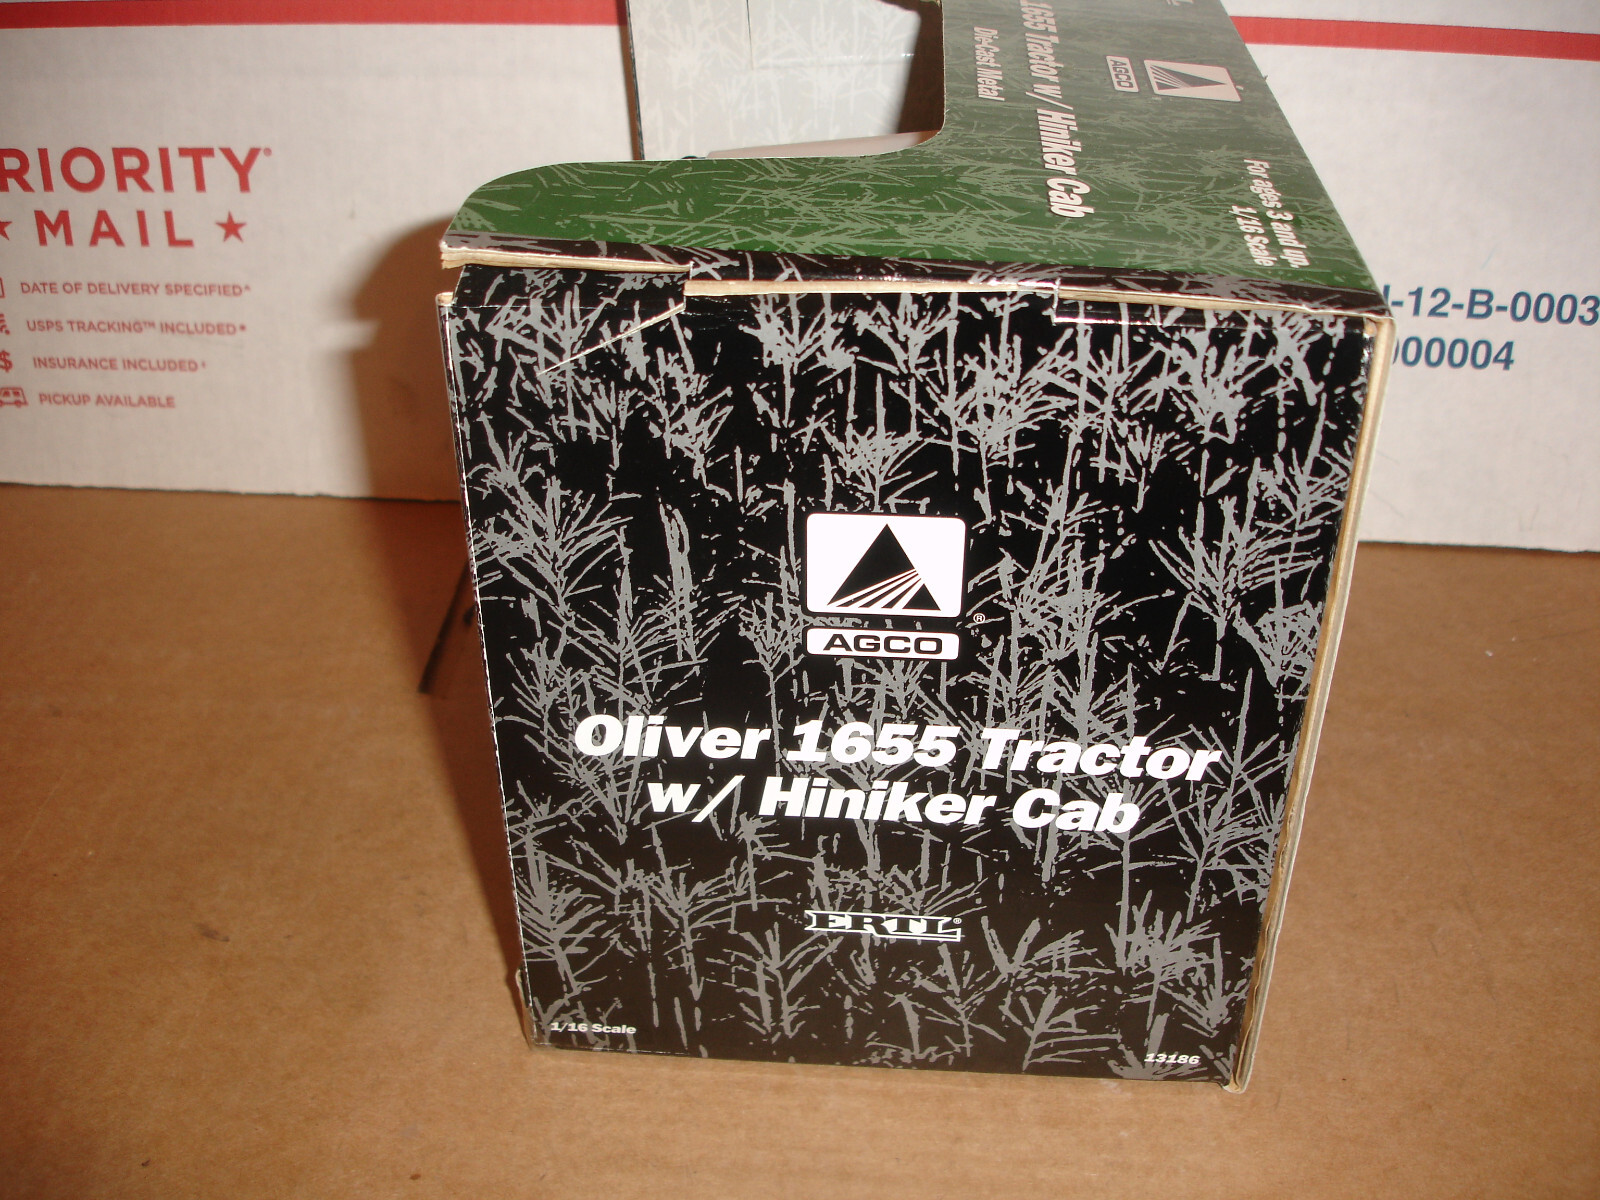 RIORITY
MAIL
DATE OF DELIVERY SPECIFIED*
USPS TRACKING™ INCLUDED*
$ INSURANCE INCLUDED*
PICKUP AVAILABLE
1655 Tractor w/ Hiniker Cab
Die-Cast Metal
AGCO
For ages 3 and up.
1/16 Scale
-12-B-0003
000004
AGCO
®
Oliver 1655 Tractor
w/ Hiniker Cab
ERTL®
1/16 Scale
13186